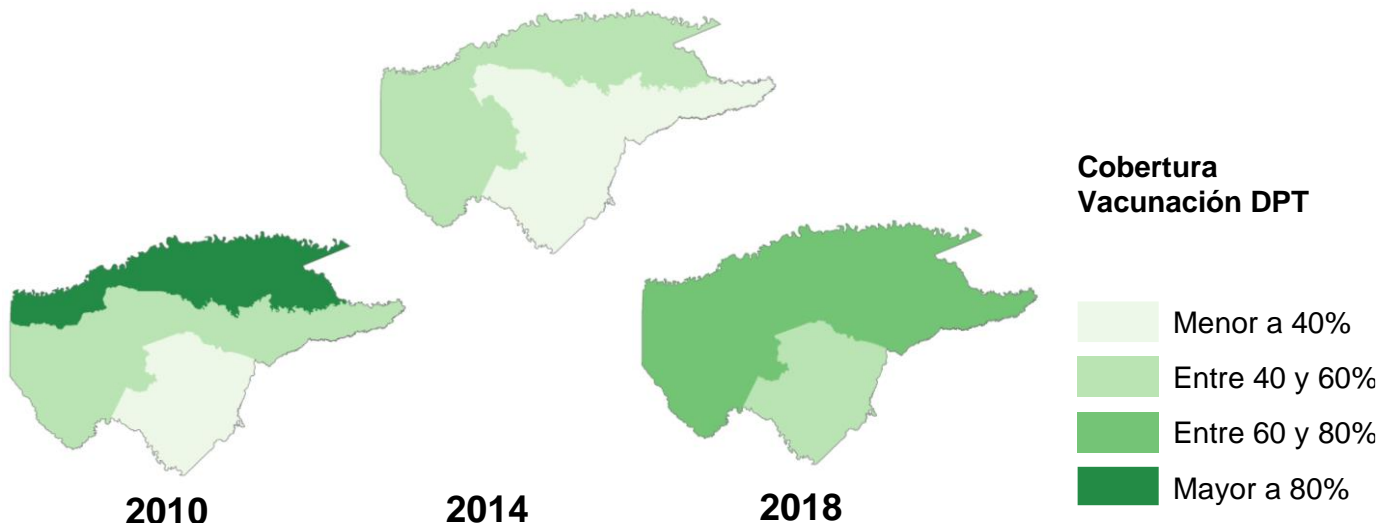 Cobertura
Vacunación DPT
Menor a 40%
Entre 40 y 60%
Entre 60 y 80%
Mayor a 80%
2010
2014
2018